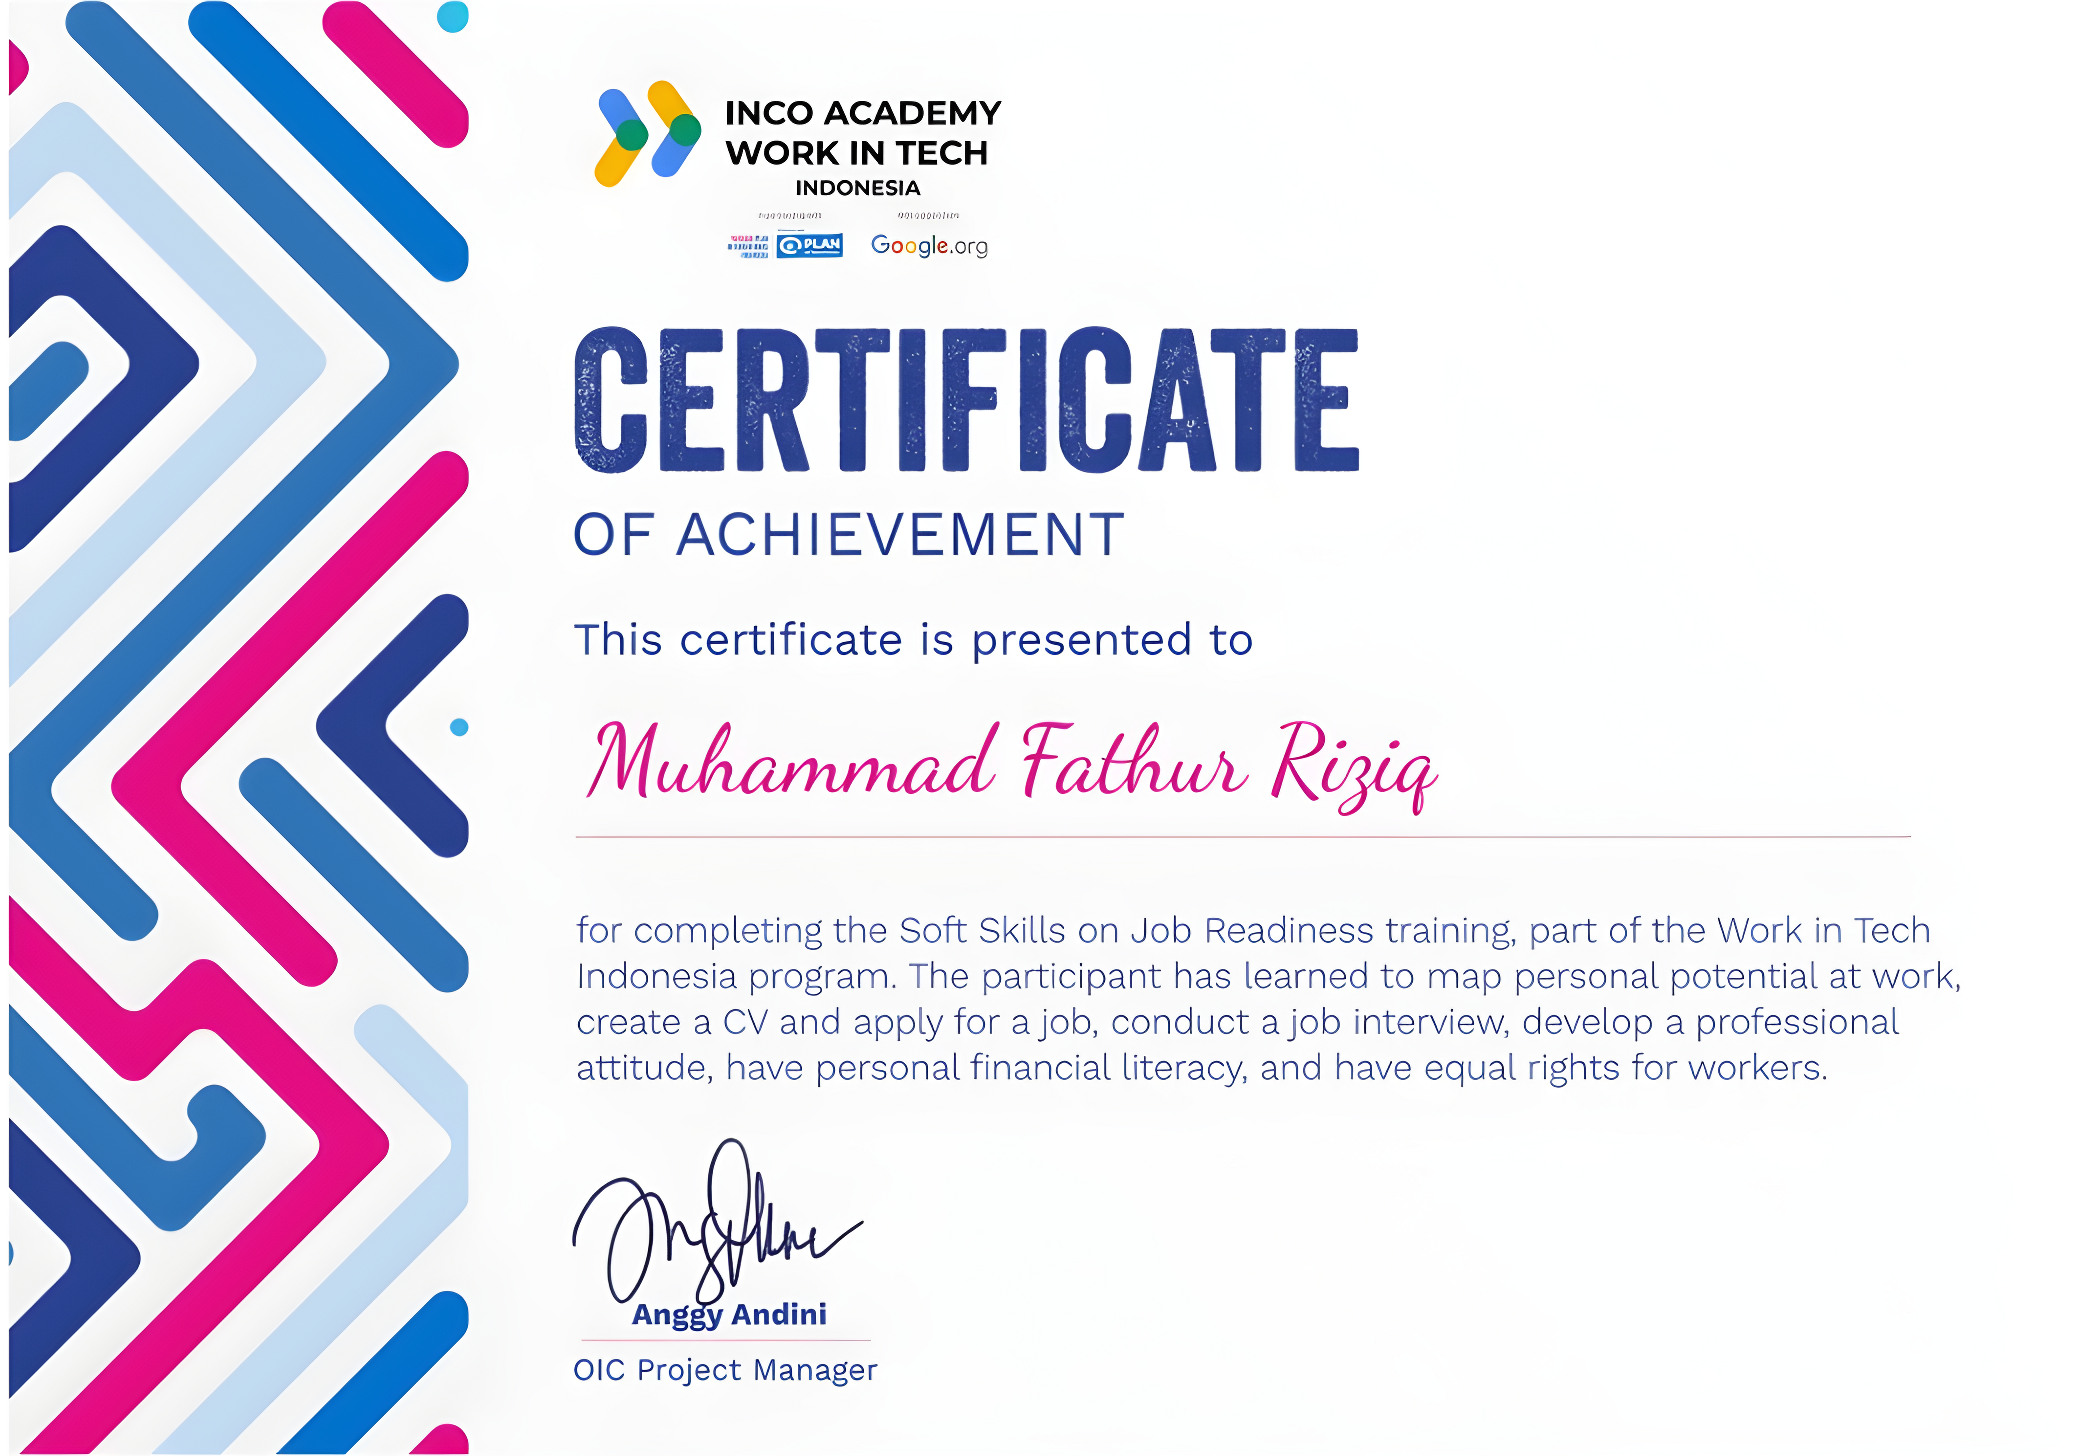 INCO ACADEMY
WORK IN TECH
INDONESIA
PLAN
Google.org
CERTIFICATE
OF ACHIEVEMENT
This certificate is presented to
Muhammad Fathur Riziq
for completing the Soft Skills on Job Readiness training, part of the Work in Tech
Indonesia program. The participant has learned to map personal potential at work,
create a CV and apply for a job, conduct a job interview, develop a professional
attitude, have personal financial literacy, and have equal rights for workers.
Anggy Andini
OIC Project Manager